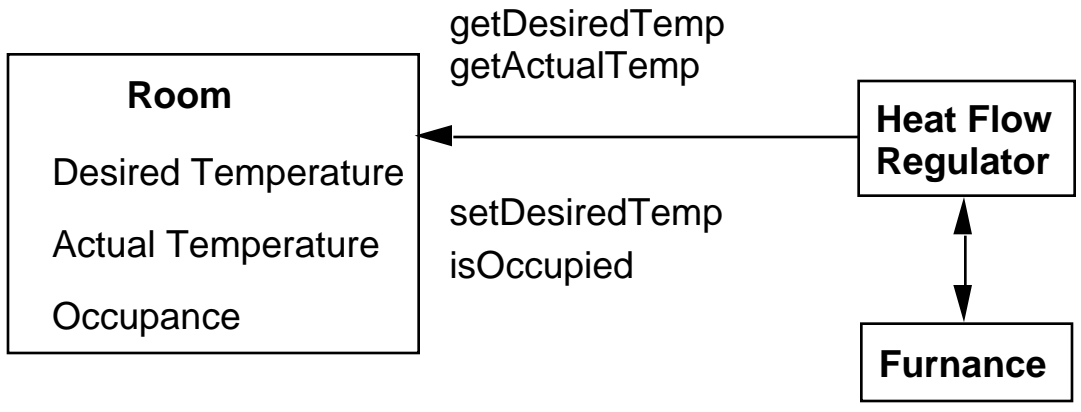 getDesiredTemp
getActualTemp
Room
Desired Temperature
Actual Temperature
Occupance
setDesiredTemp
isOccupied
Heat Flow
Regulator
Furnance